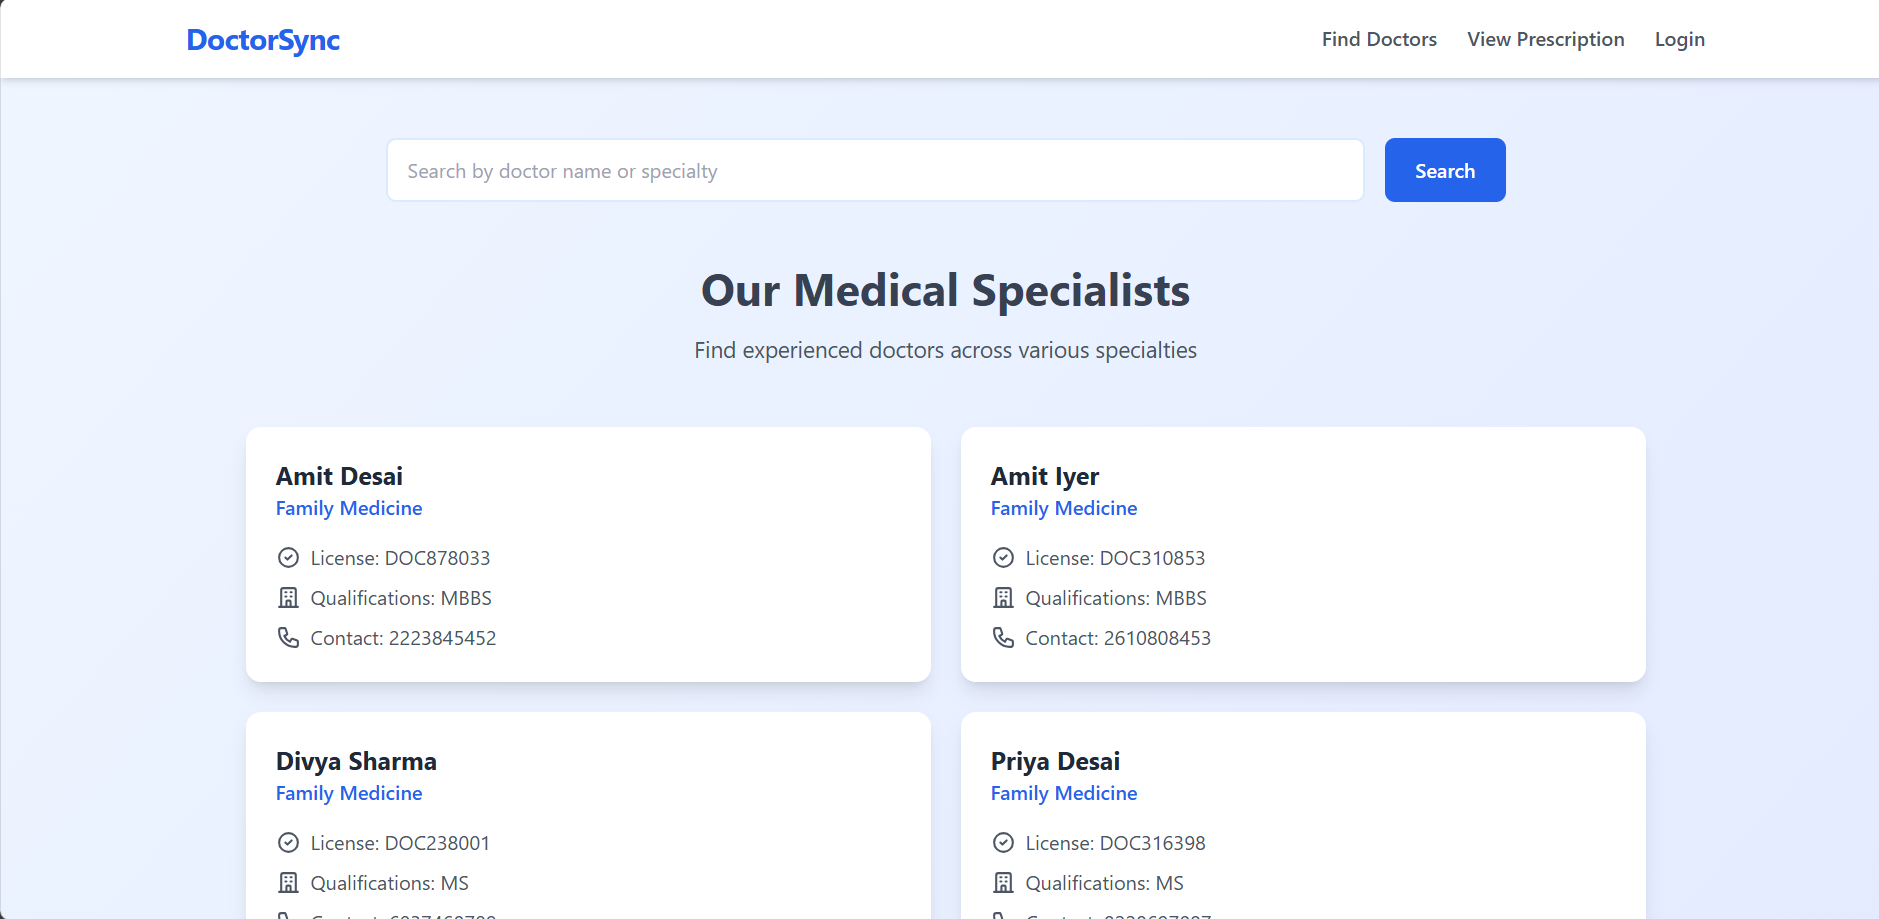 DoctorSync
Find Doctors View Prescription Login
Search by doctor name or specialty
Search
Our Medical Specialists
Find experienced doctors across various specialties
Amit Desai
Family Medicine
License: DOC878033
Qualifications: MBBS
Contact: 2223845452
Amit Iyer
Family Medicine
License: DOC310853
Qualifications: MBBS
Contact: 2610808453
Divya Sharma
Family Medicine
License: DOC238001
Qualifications: MS
Contact:
Priya Desai
Family Medicine
License: DOC316398
Qualifications: MS
Contact: